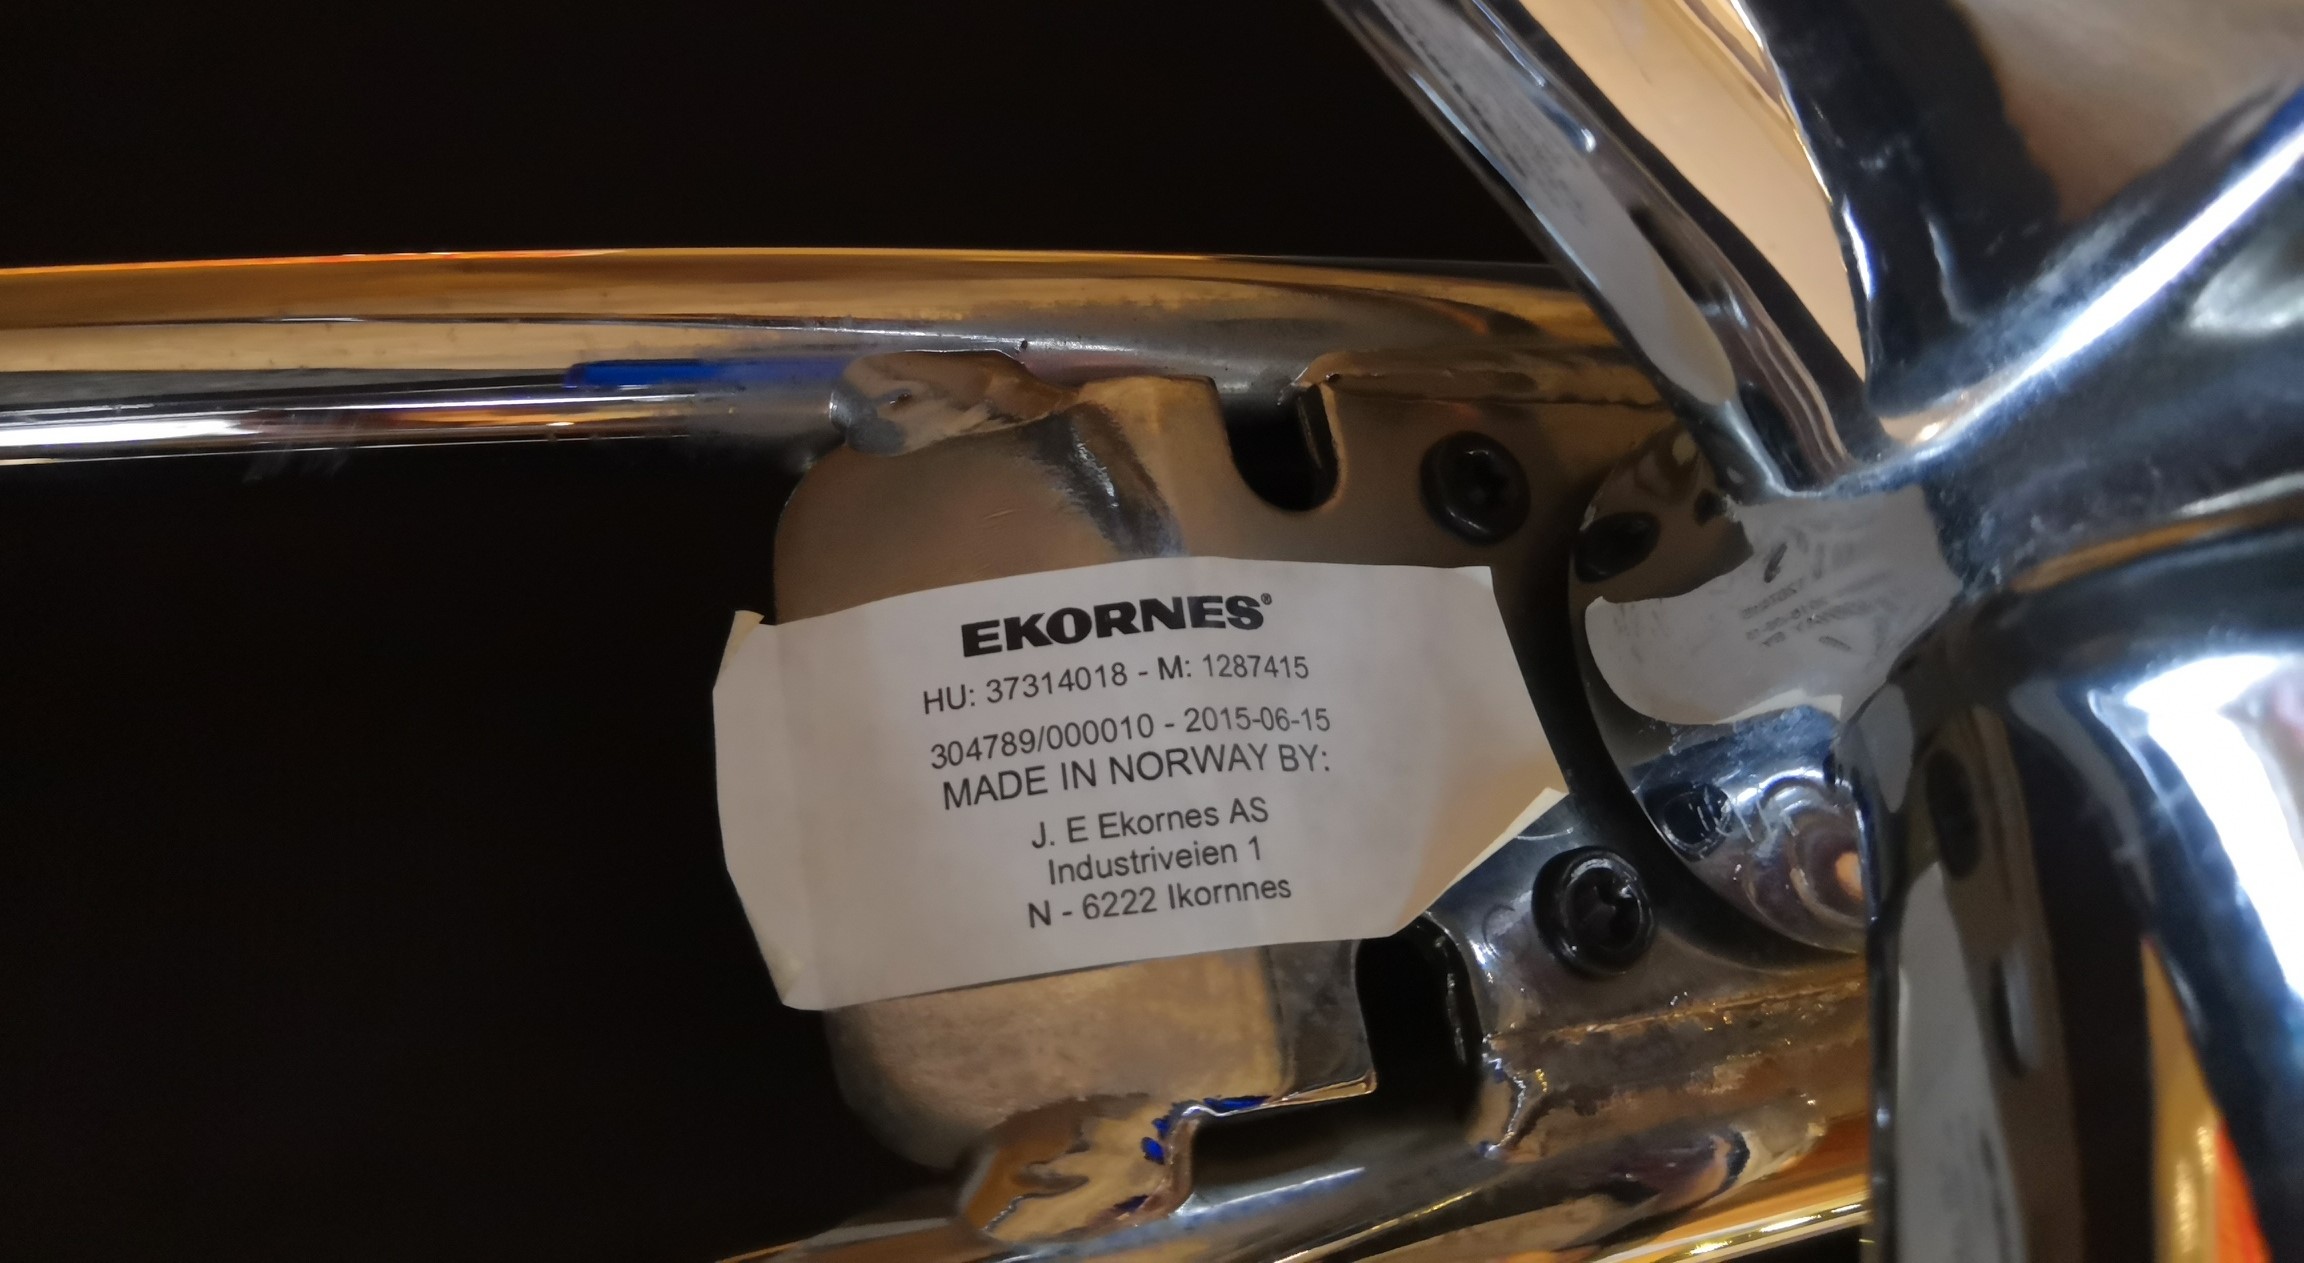 EKORNES®
HU: 37314018 - M: 1287415
304789/000010 - 2015-06-15
MADE IN NORWAY BY:
J. E Ekornes AS
Industriveien 1
N - 6222 Ikornnes